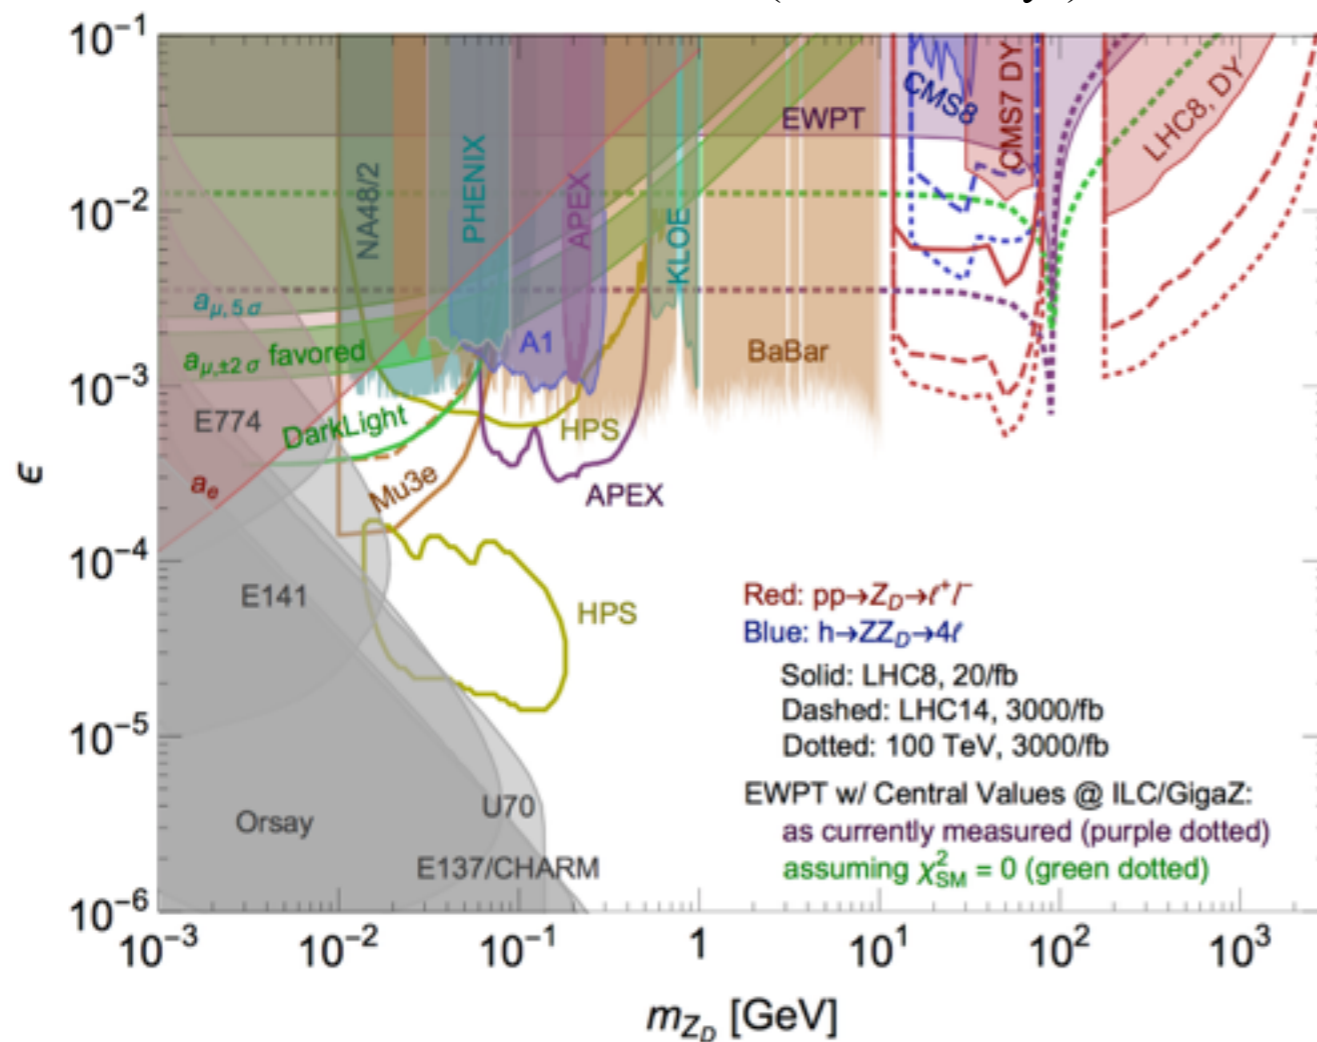 10⁻¹
10⁻²
10⁻³
10⁻⁴
10⁻⁵
10⁻⁶
ϵ
10⁻³
10⁻²
10⁻¹
1
10¹
10²
10³
m_{Z_D} [GeV]
NA48/2
PHENIX
APEX
KLOE
EWPT
CMS8
CMS7 DY
LHC8, DY
a_{μ,5σ}
a_{μ,±2σ} favored
A1
BaBar
E774
DarkLight
HPS
a_e
Mu3e
APEX
E141
HPS
Orsay
U70
E137/CHARM
Red: pp→Z_D→ℓ⁺l⁻
Blue: h→ZZ_D→4ℓ
Solid: LHC8, 20/fb
Dashed: LHC14, 3000/fb
Dotted: 100 TeV, 3000/fb
EWPT w/ Central Values @ ILC/GigaZ:
as currently measured (purple dotted)
assuming χ²_SM = 0 (green dotted)